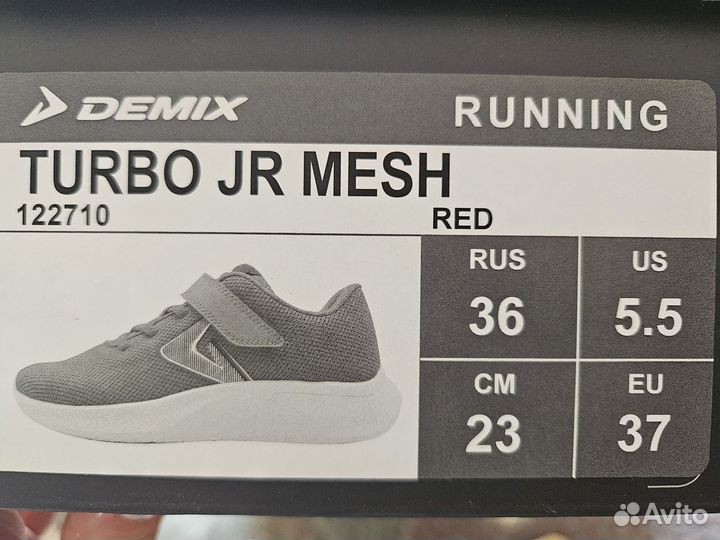 DEMIX RUNNING
TURBO JR MESH
122710 RED
RUS US
36 5.5
CM EU
23 37
Avito